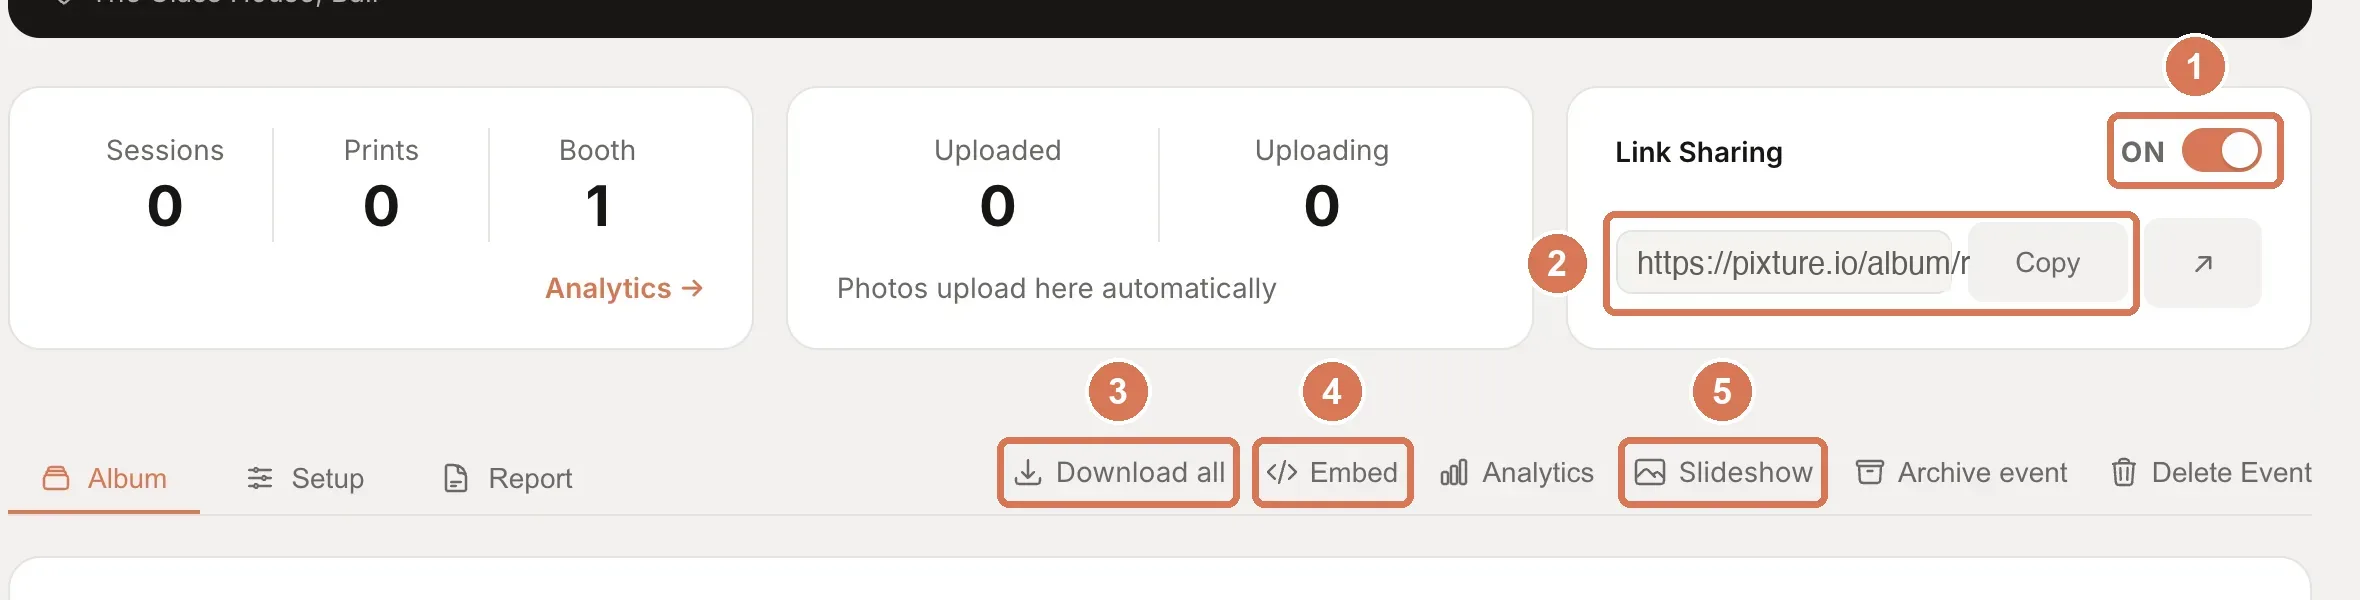 1
Sessions
0
Prints
0
Booth
1
Analytics →
Uploaded
0
Uploading
0
Photos upload here automatically
Link Sharing
ON
2
https://pixture.io/album/r
Copy
3
4
5
Album
Setup
Report
Download all
Embed
Analytics
Slideshow
Archive event
Delete Event